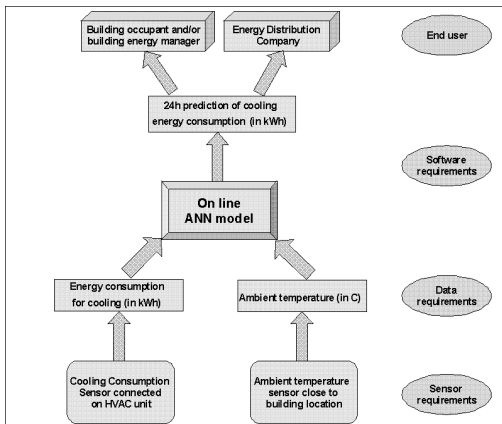 Building occupant and/or
building energy manager
Energy Distribution
Company
End user
24h prediction of cooling
energy consumption (in kWh)
Software
requirements
On line
ANN model
Energy consumption
for cooling (in kWh)
Ambient temperature (in C)
Data
requirements
Cooling Consumption
Sensor connected
on HVAC unit
Ambient temperature
sensor close to
building location
Sensor
requirements